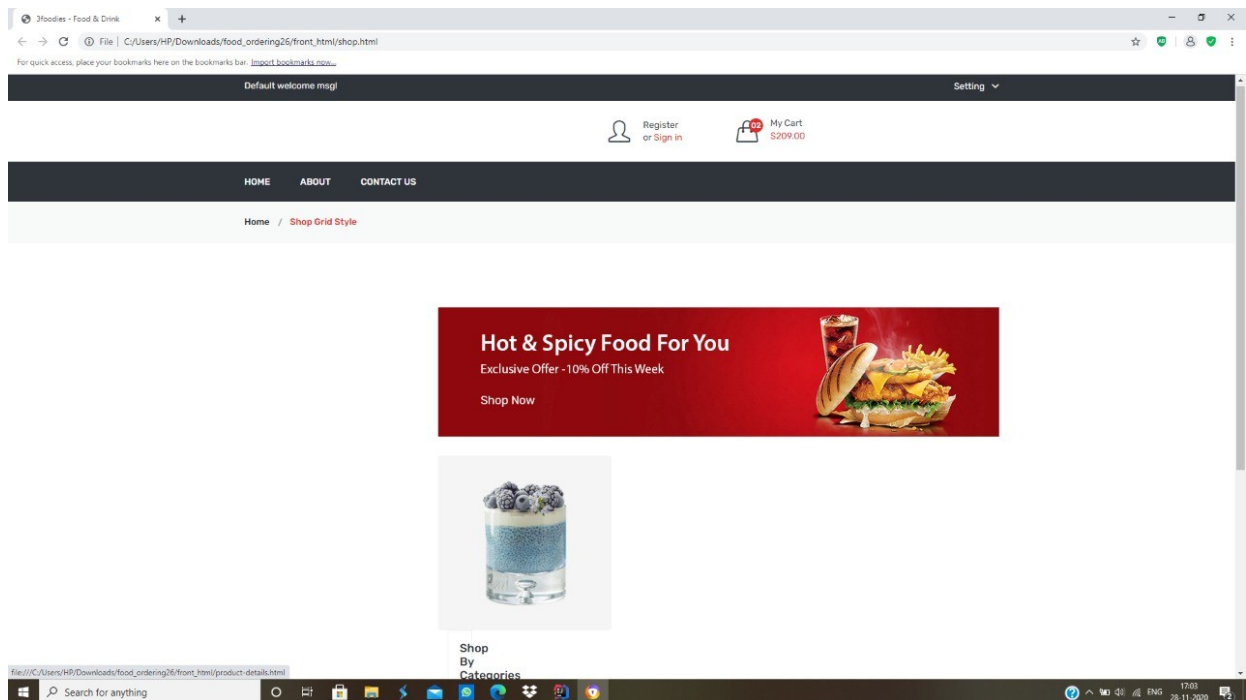 3foodies - Food & Drink
File | C:/Users/HP/Downloads/food_ordering26/front_html/shop.html
For quick access, place your bookmarks here on the bookmarks bar. Import bookmarks now...
Default welcome msg!
Setting
Register
or Sign in
02
My Cart
$209.00
HOME ABOUT CONTACT US
Home / Shop Grid Style
Hot & Spicy Food For You
Exclusive Offer -10% Off This Week
Shop Now
Shop
By
Categories
file:///C:/Users/HP/Downloads/food_ordering26/front_html/product-details.html
Search for anything
ENG
17:03
28-11-2020